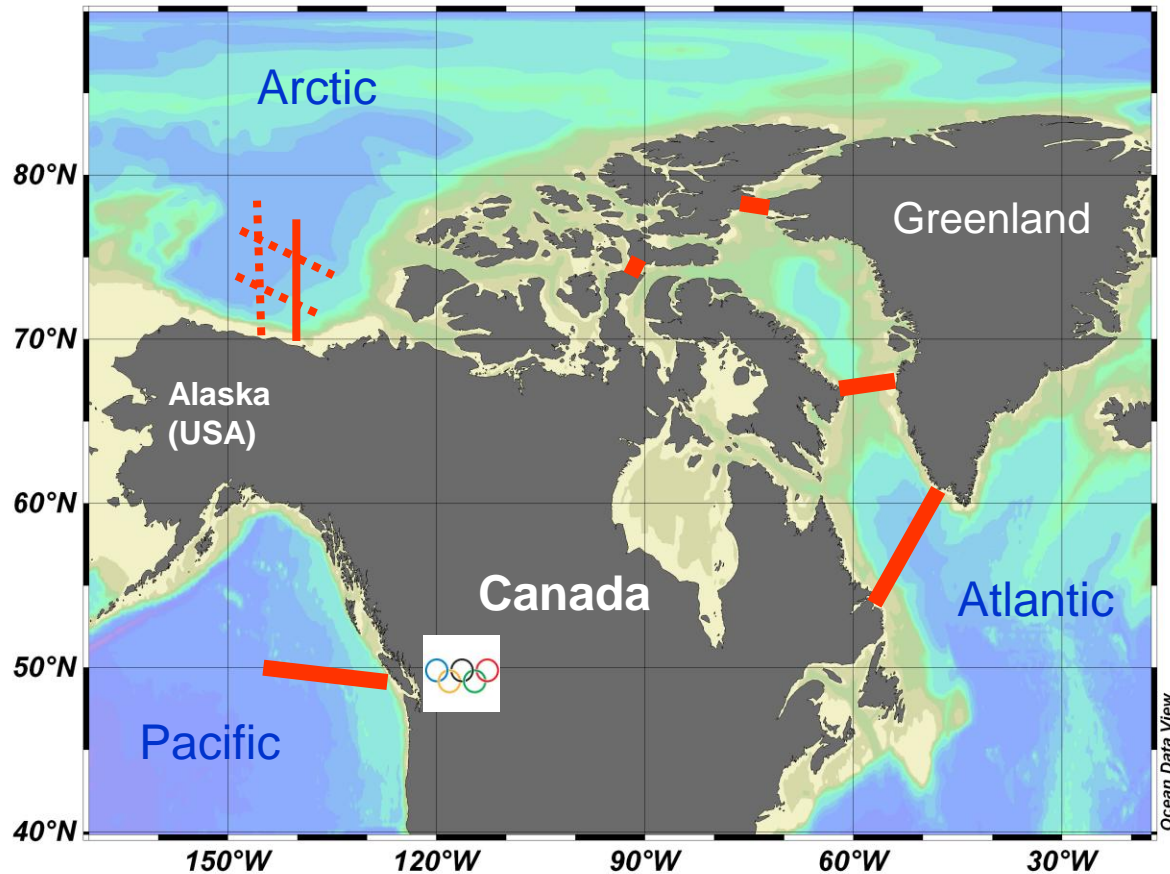 Arctic
80°N
Greenland
70°N
Alaska
(USA)
60°N
Canada
Atlantic
50°N
Pacific
Ocean Data View
40°N
150°W 120°W 90°W 60°W 30°W